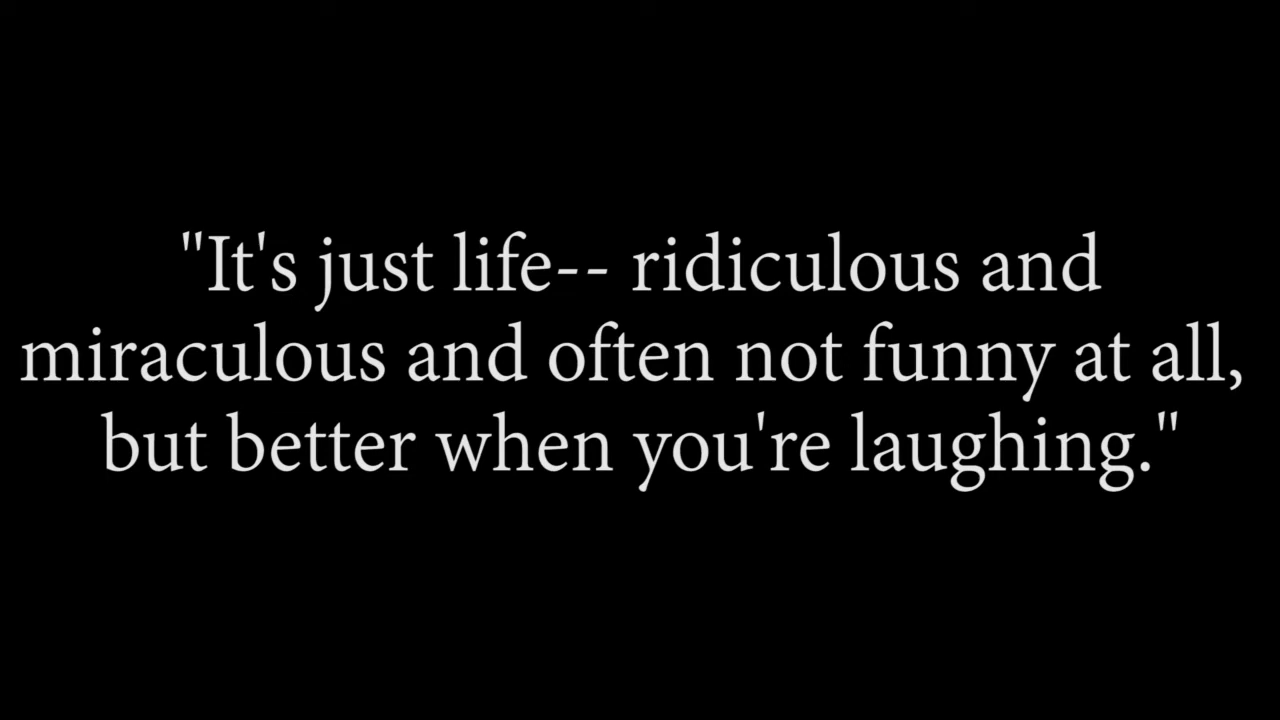 "It's just life-- ridiculous and
miraculous and often not funny at all,
but better when you're laughing."